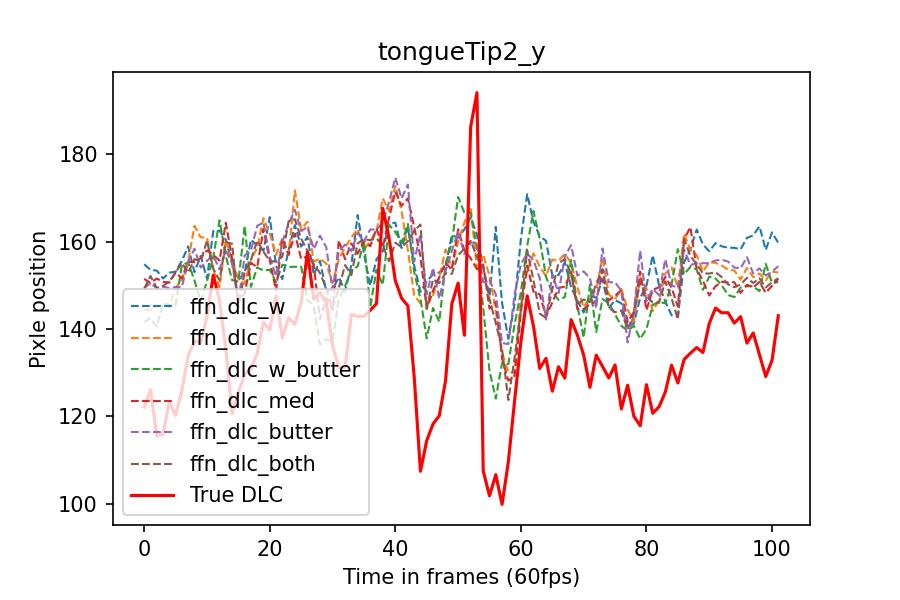 tongueTip2_y
Pixle position
180
160
140
120
100
ffn_dlc_w
ffn_dlc
ffn_dlc_w_butter
ffn_dlc_med
ffn_dlc_butter
ffn_dlc_both
True DLC
0 20 40 60 80 100
Time in frames (60fps)